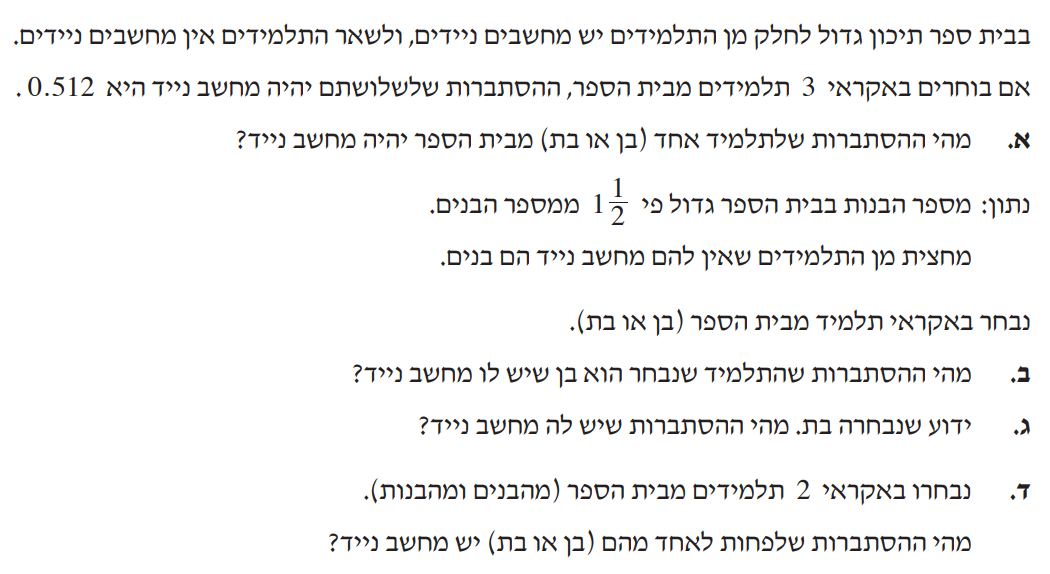 בבית ספר תיכון גדול לחלק מן התלמידים יש מחשבים ניידים, ולשאר התלמידים אין מחשבים ניידים.
אם בוחרים באקראי 3 תלמידים מבית הספר, ההסתברות שלשלושתם יהיה מחשב נייד היא 0.512 .
א. מהי ההסתברות שלתלמיד אחד (בן או בת) מבית הספר יהיה מחשב נייד?
נתון: מספר הבנות בבית הספר גדול פי 1 1/2 ממספר הבנים.
מחצית מן התלמידים שאין להם מחשב נייד הם בנים.
נבחר באקראי תלמיד מבית הספר (בן או בת).
ב. מהי ההסתברות שהתלמיד שנבחר הוא בן שיש לו מחשב נייד?
ג. ידוע שנבחרה בת. מהי ההסתברות שיש לה מחשב נייד?
ד. נבחרו באקראי 2 תלמידים מבית הספר (מהבנים ומהבנות).
מהי ההסתברות שלפחות לאחד מהם (בן או בת) יש מחשב נייד?